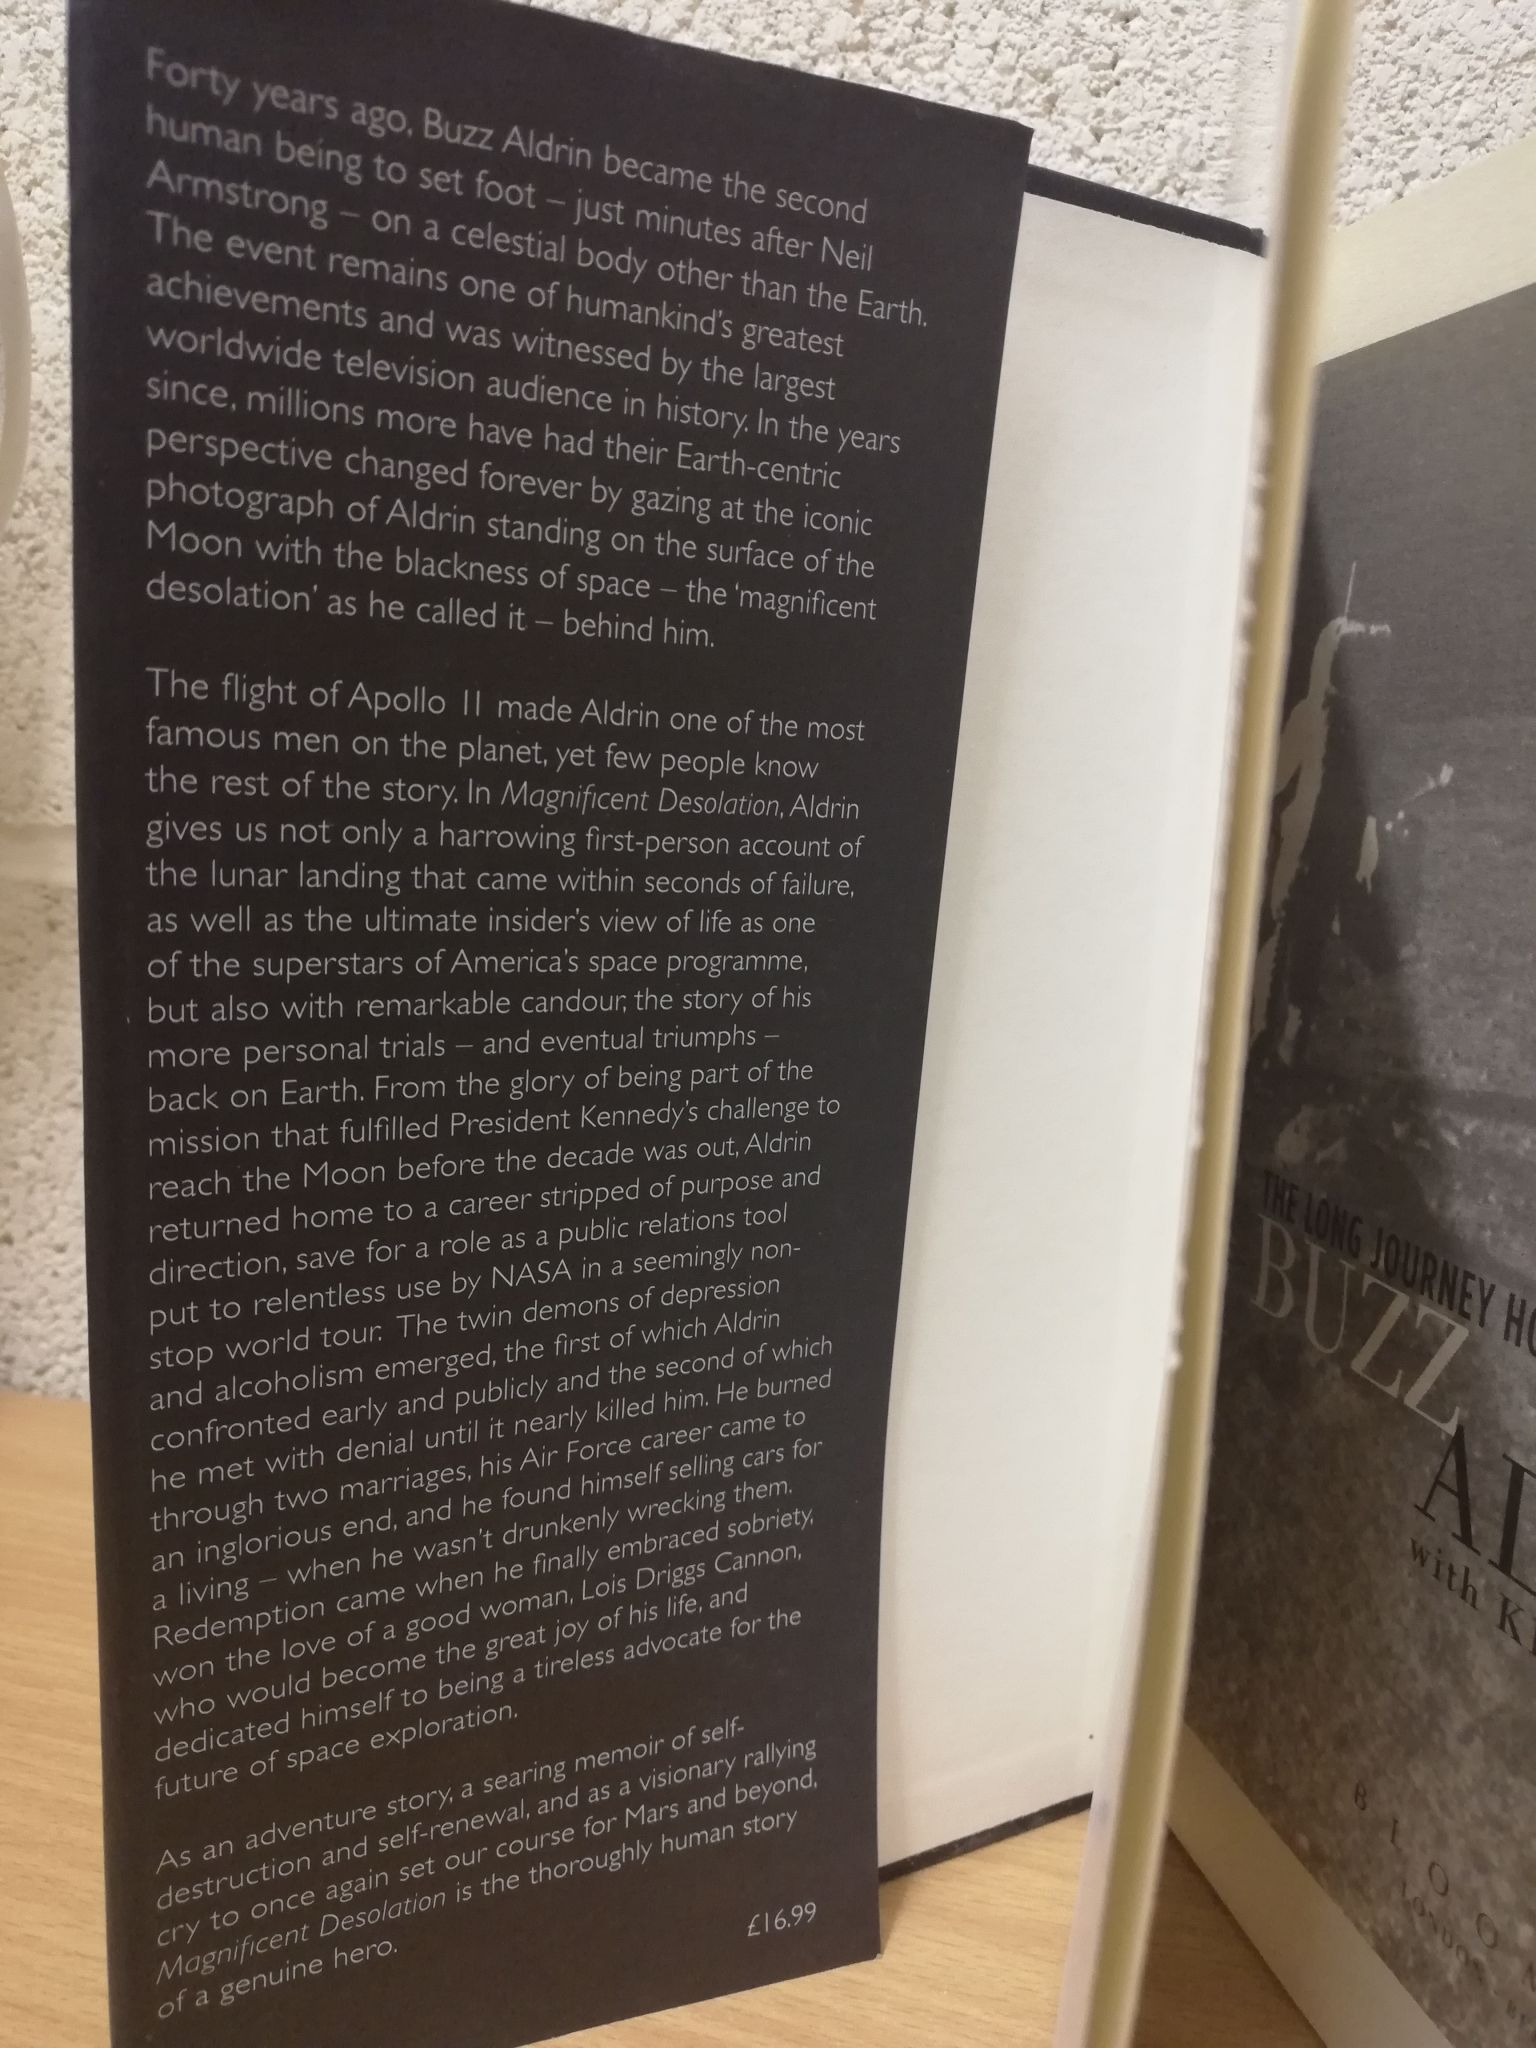 Forty years ago, Buzz Aldrin became the second
human being to set foot – just minutes after Neil
Armstrong – on a celestial body other than the Earth.
The event remains one of humankind's greatest
achievements and was witnessed by the largest
worldwide television audience in history. In the years
since, millions more have had their Earth-centric
perspective changed forever by gazing at the iconic
photograph of Aldrin standing on the surface of the
Moon with the blackness of space – the 'magnificent
desolation' as he called it – behind him.
The flight of Apollo 11 made Aldrin one of the most
famous men on the planet, yet few people know
the rest of the story. In Magnificent Desolation, Aldrin
gives us not only a harrowing first-person account of
the lunar landing that came within seconds of failure,
as well as the ultimate insider's view of life as one
of the superstars of America's space programme,
but also with remarkable candour, the story of his
more personal trials – and eventual triumphs –
back on Earth. From the glory of being part of the
mission that fulfilled President Kennedy's challenge to
reach the Moon before the decade was out, Aldrin
returned home to a career stripped of purpose and
direction, save for a role as a public relations tool
put to relentless use by NASA in a seemingly non-
stop world tour. The twin demons of depression
and alcoholism emerged, the first of which Aldrin
confronted early and publicly and the second of which
he met with denial until it nearly killed him. He burned
through two marriages, his Air Force career came to
an inglorious end, and he found himself selling cars for
a living – when he wasn't drunkenly wrecking them.
Redemption came when he finally embraced sobriety,
won the love of a good woman, Lois Driggs Cannon,
who would become the great joy of his life, and
dedicated himself to being a tireless advocate for the
future of space exploration.
As an adventure story, a searing memoir of self-
destruction and self-renewal, and as a visionary rallying
cry to once again set our course for Mars and beyond,
Magnificent Desolation is the thoroughly human story
of a genuine hero.
£16.99
THE LONG JOURNEY HO
BUZZ
AL
with K
B L O O